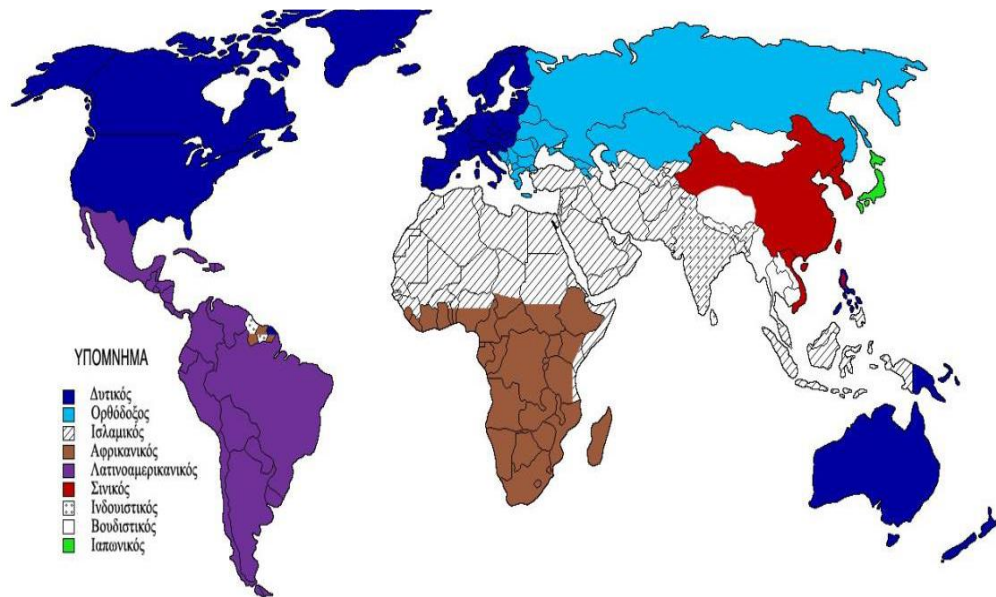 ΥΠΟΜΝΗΜΑ
Δυτικός
Ορθόδοξος
Ισλαμικός
Αφρικανικός
Λατινοαμερικανικός
Σινικός
Ινδουιστικός
Βουδιστικός
Ιαπωνικός